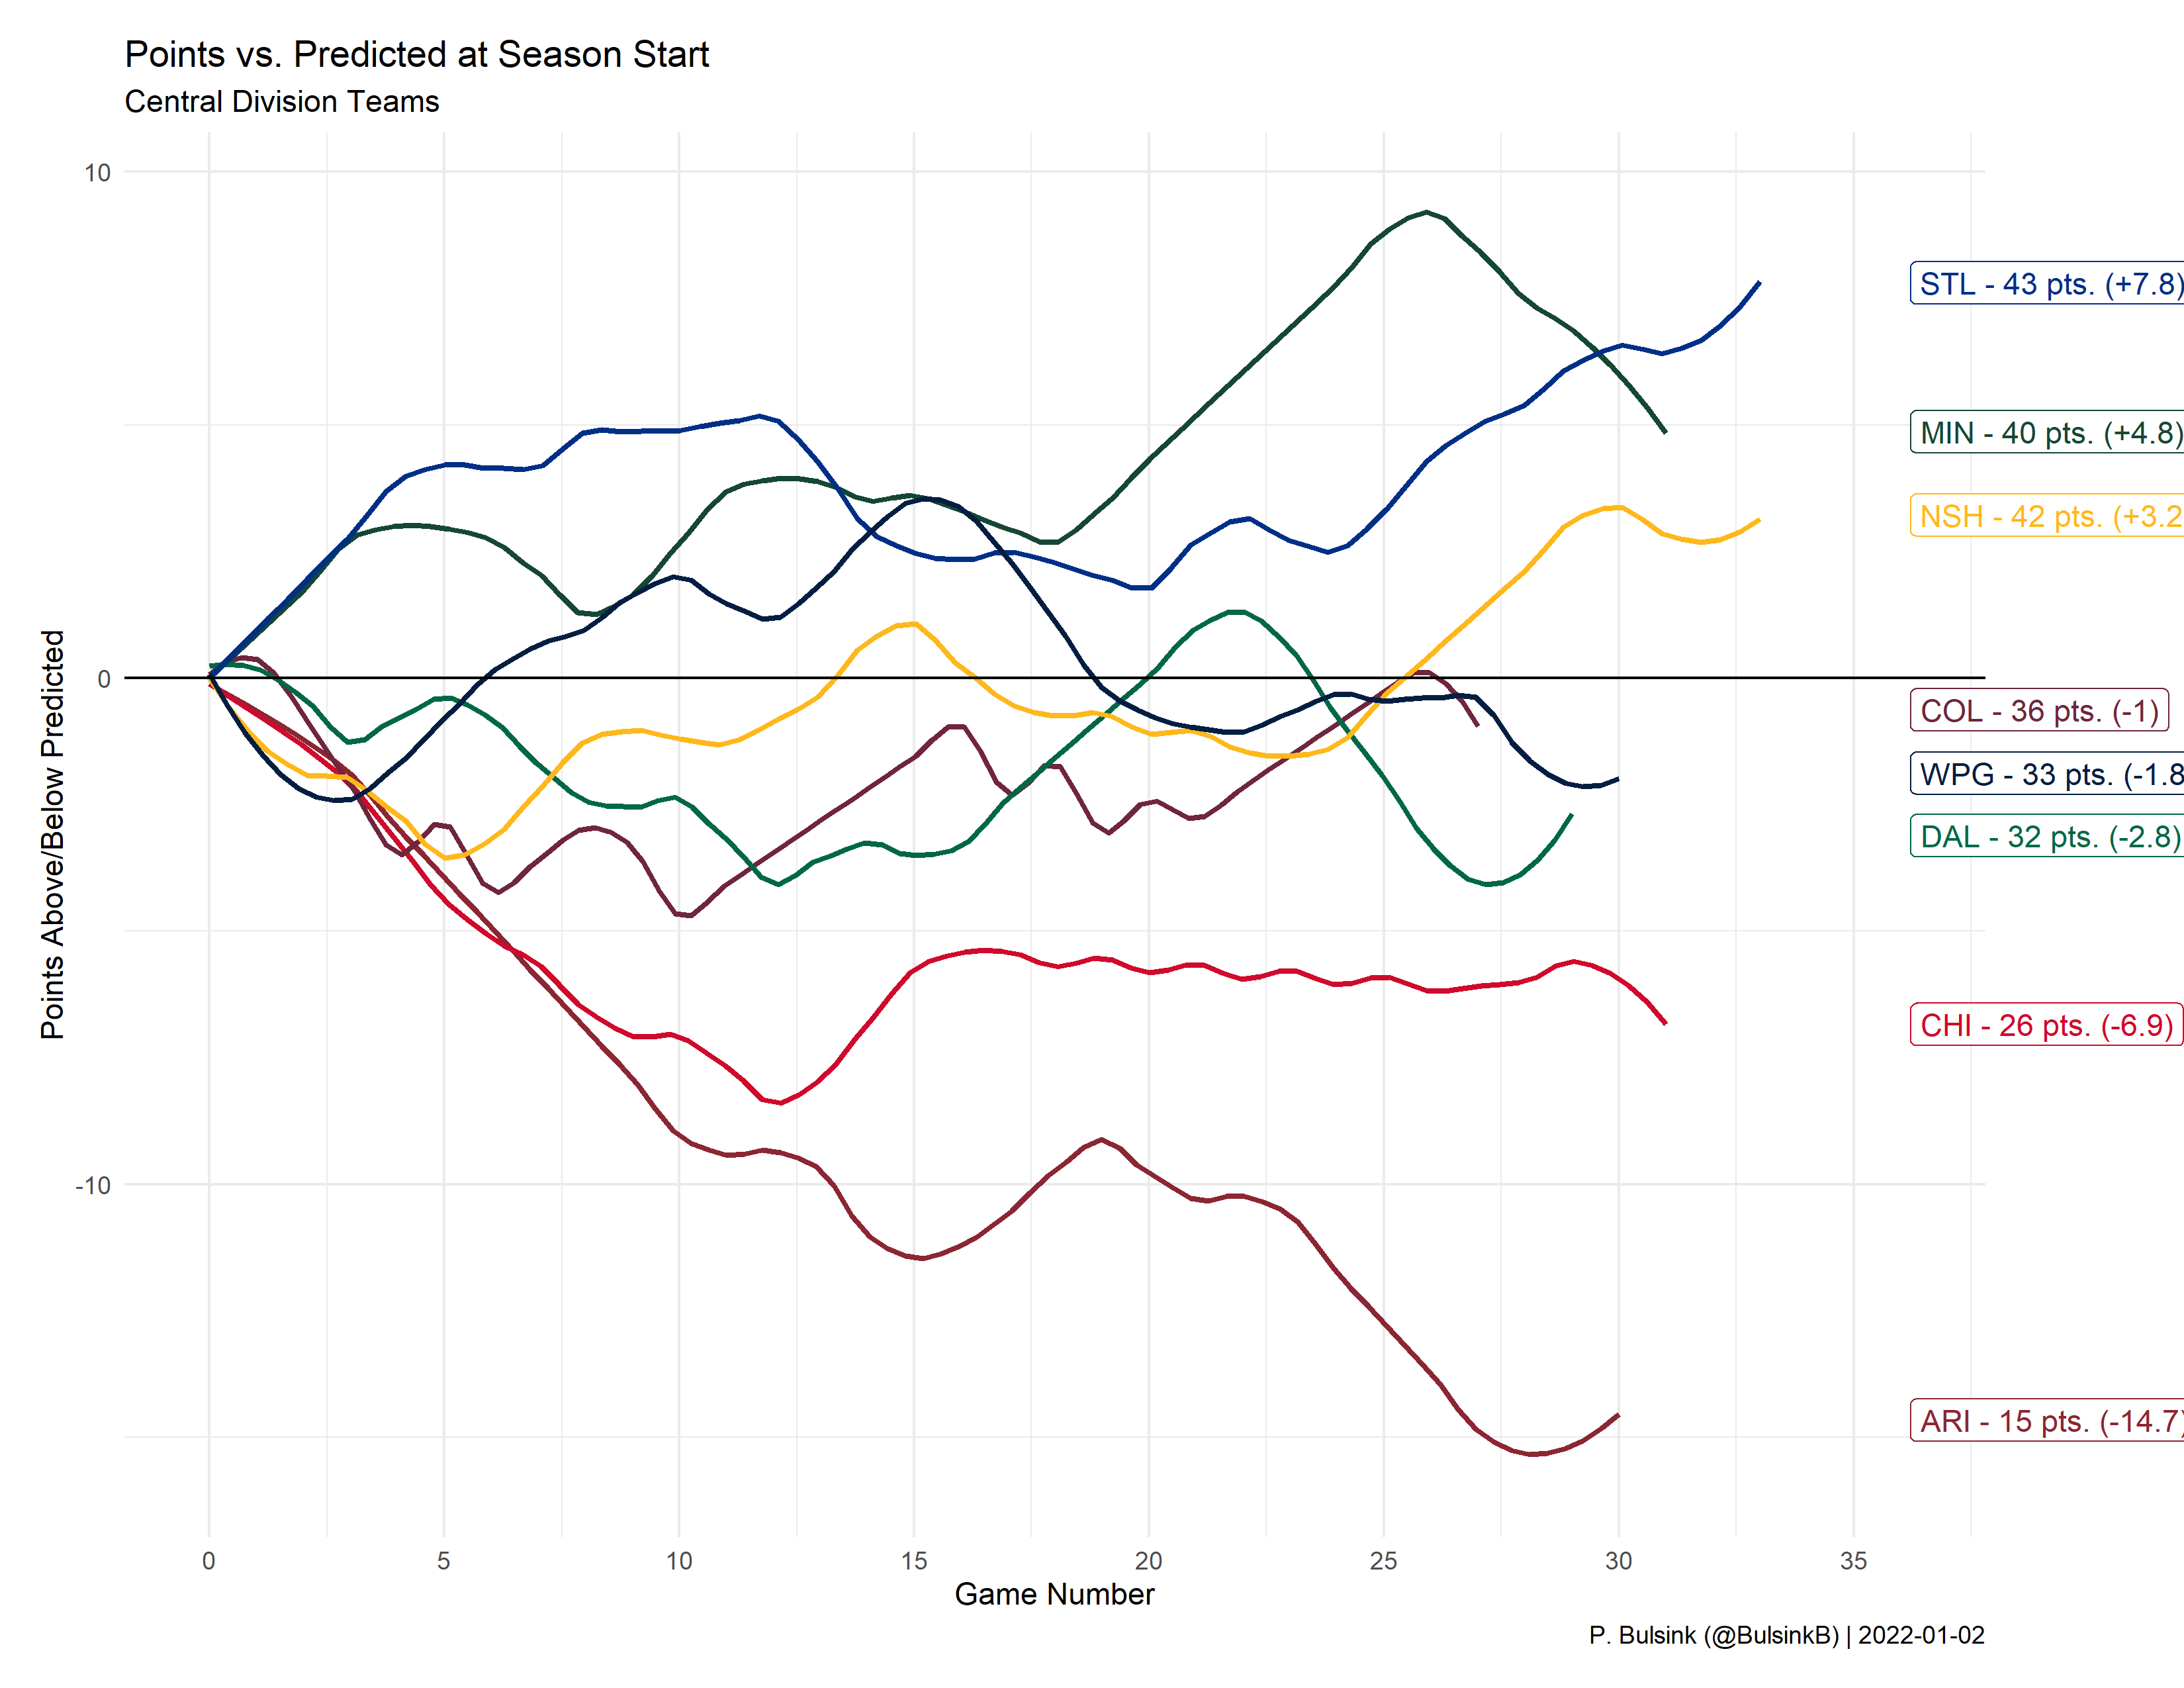 Points vs. Predicted at Season Start
Central Division Teams
Points Above/Below Predicted
10
0
-10
STL - 43 pts. (+7.8)
MIN - 40 pts. (+4.8)
NSH - 42 pts. (+3.2
COL - 36 pts. (-1)
WPG - 33 pts. (-1.8
DAL - 32 pts. (-2.8)
CHI - 26 pts. (-6.9)
ARI - 15 pts. (-14.7)
0 5 10 15 20 25 30 35
Game Number
P. Bulsink (@BulsinkB) | 2022-01-02